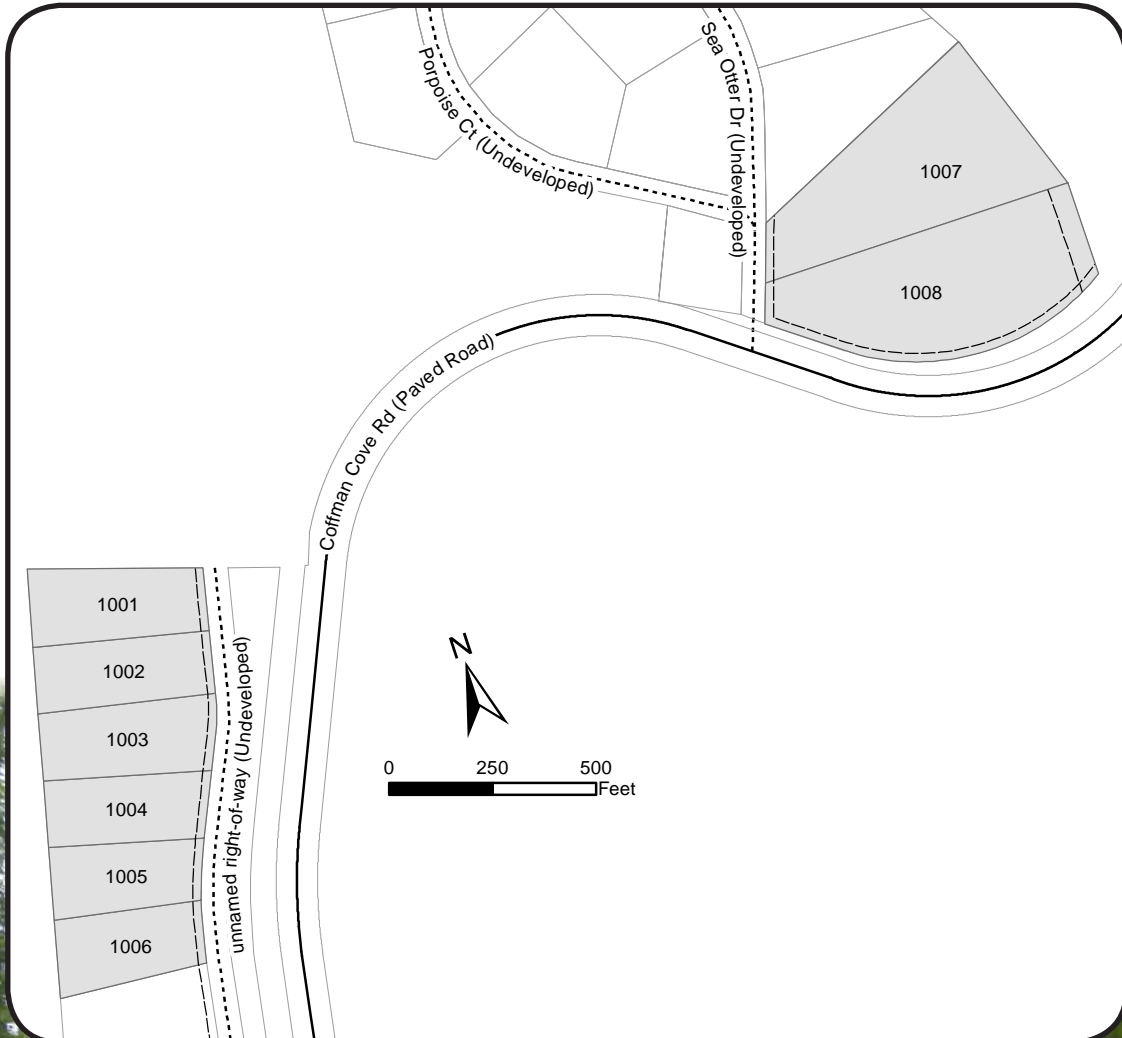 Porpoise Ct (Undeveloped)
Sea Otter Dr (Undeveloped)
1007
1008
Coffman Cove Rd (Paved Road)
1001
1002
1003
1004
1005
1006
unnamed right-of-way (Undeveloped)
N
0 250 500
Feet